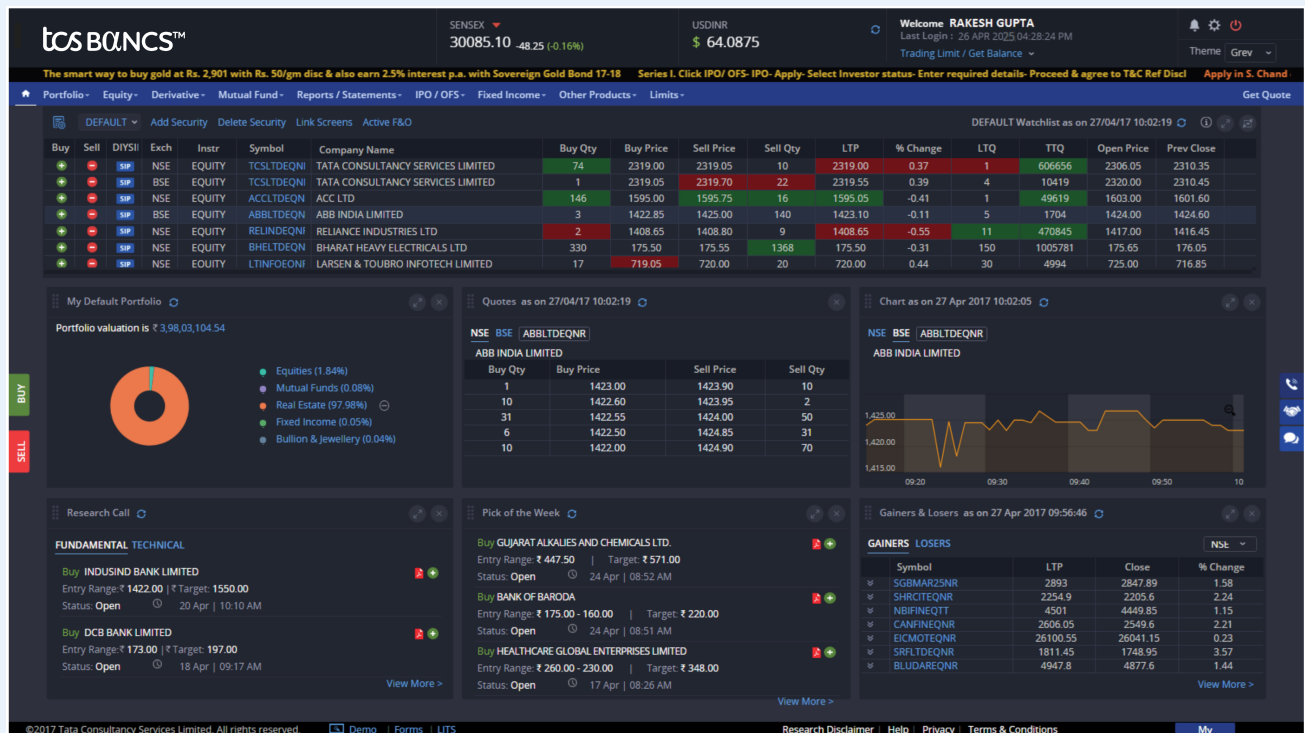 tcs BαNCS™
SENSEX
30085.10 -48.25 (-0.16%)
USDINR
$ 64.0875
Welcome RAKESH GUPTA
Last Login : 26 APR 2025 04:28:24 PM
Trading Limit / Get Balance
Theme Grev
The smart way to buy gold at Rs. 2,901 with Rs. 50/gm disc & also earn 2.5% interest p.a. with Sovereign Gold Bond 17-18 Series I. Click IPO/ OFS- IPO- Apply- Select Investor status- Enter required details- Proceed & agree to T&C Ref Discl Apply in S. Chand
Portfolio Equity Derivative Mutual Fund Reports / Statements IPO / OFS Fixed Income Other Products Limits Get Quote
DEFAULT Add Security Delete Security Link Screens Active F&O DEFAULT Watchlist as on 27/04/17 10:02:19
Buy Sell DIYSII Exch Instr Symbol Company Name Buy Qty Buy Price Sell Price Sell Qty LTP % Change LTQ TTQ Open Price Prev Close
SIP NSE EQUITY TCSLTDEQNI TATA CONSULTANCY SERVICES LIMITED 74 2319.00 2319.05 10 2319.00 0.37 1 606656 2306.05 2310.35
SIP BSE EQUITY TCSLTDEQNI TATA CONSULTANCY SERVICES LIMITED 1 2319.05 2319.70 22 2319.55 0.39 4 10419 2320.00 2310.45
SIP NSE EQUITY ACCLTDEQN ACC LTD 146 1595.00 1595.75 16 1595.05 -0.41 1 49619 1603.00 1601.60
SIP BSE EQUITY ABBLTDEQN ABB INDIA LIMITED 3 1422.85 1425.00 140 1423.10 -0.11 5 1704 1424.00 1424.60
SIP NSE EQUITY RELINDEQNI RELIANCE INDUSTRIES LTD 2 1408.65 1408.80 9 1408.65 -0.55 11 470845 1417.00 1416.45
SIP NSE EQUITY BHELTDEQN BHARAT HEAVY ELECTRICALS LTD 330 175.50 175.55 1368 175.50 -0.31 150 1005781 175.65 176.05
SIP NSE EQUITY LTINFOEQNF LARSEN & TOUBRO INFOTECH LIMITED 17 719.05 720.00 20 720.00 0.44 30 4994 725.00 716.85
BUY
SELL
My Default Portfolio
Portfolio valuation is ₹ 3,98,03,104.54
Equities (1.84%)
Mutual Funds (0.08%)
Real Estate (97.98%)
Fixed Income (0.05%)
Bullion & Jewellery (0.04%)
Quotes as on 27/04/17 10:02:19
NSE BSE ABBLTDEQNR
ABB INDIA LIMITED
Buy Qty Buy Price Sell Price Sell Qty
1 1423.00 1423.90 10
10 1422.60 1423.95 2
31 1422.55 1424.00 50
6 1422.50 1424.85 31
10 1422.00 1424.90 70
Chart as on 27 Apr 2017 10:02:05
NSE BSE ABBLTDEQNR
ABB INDIA LIMITED
1,425.00
1,420.00
1,415.00
09:20 09:30 09:40 09:50 10
Research Call
FUNDAMENTAL TECHNICAL
Buy INDUSIND BANK LIMITED
Entry Range:₹ 1422.00 |₹ Target: 1550.00
Status: Open 20 Apr | 10:10 AM
Buy DCB BANK LIMITED
Entry Range:₹ 173.00 |₹ Target: 197.00
Status: Open 18 Apr | 09:17 AM
View More >
Pick of the Week
Buy GUJARAT ALKALIES AND CHEMICALS LTD.
Entry Range: ₹ 447.50 | Target: ₹ 571.00
Status: Open 24 Apr | 08:52 AM
Buy BANK OF BARODA
Entry Range: ₹ 175.00 - 160.00 | Target: ₹ 220.00
Status: Open 24 Apr | 08:51 AM
Buy HEALTHCARE GLOBAL ENTERPRISES LIMITED
Entry Range: ₹ 260.00 - 230.00 | Target: ₹ 348.00
Status: Open 17 Apr | 08:26 AM
View More >
Gainers & Losers as on 27 Apr 2017 09:56:46
GAINERS LOSERS NSE
Symbol LTP Close % Change
SGBMAR25NR 2893 2847.89 1.58
SHRCITEQNR 2254.9 2205.6 2.24
NBIFINEQTT 4501 4449.85 1.15
CANFINEQNR 2606.05 2549.6 2.21
EICMOTEQNR 26100.55 26041.15 0.23
SRFLTDEQNR 1811.45 1748.95 3.57
BLUDAREQNR 4947.8 4877.6 1.44
View More >
©2017 Tata Consultancy Services Limited. All rights reserved. Demo | Forms | UTS Research Disclaimer | Help | Privacy | Terms & Conditions My